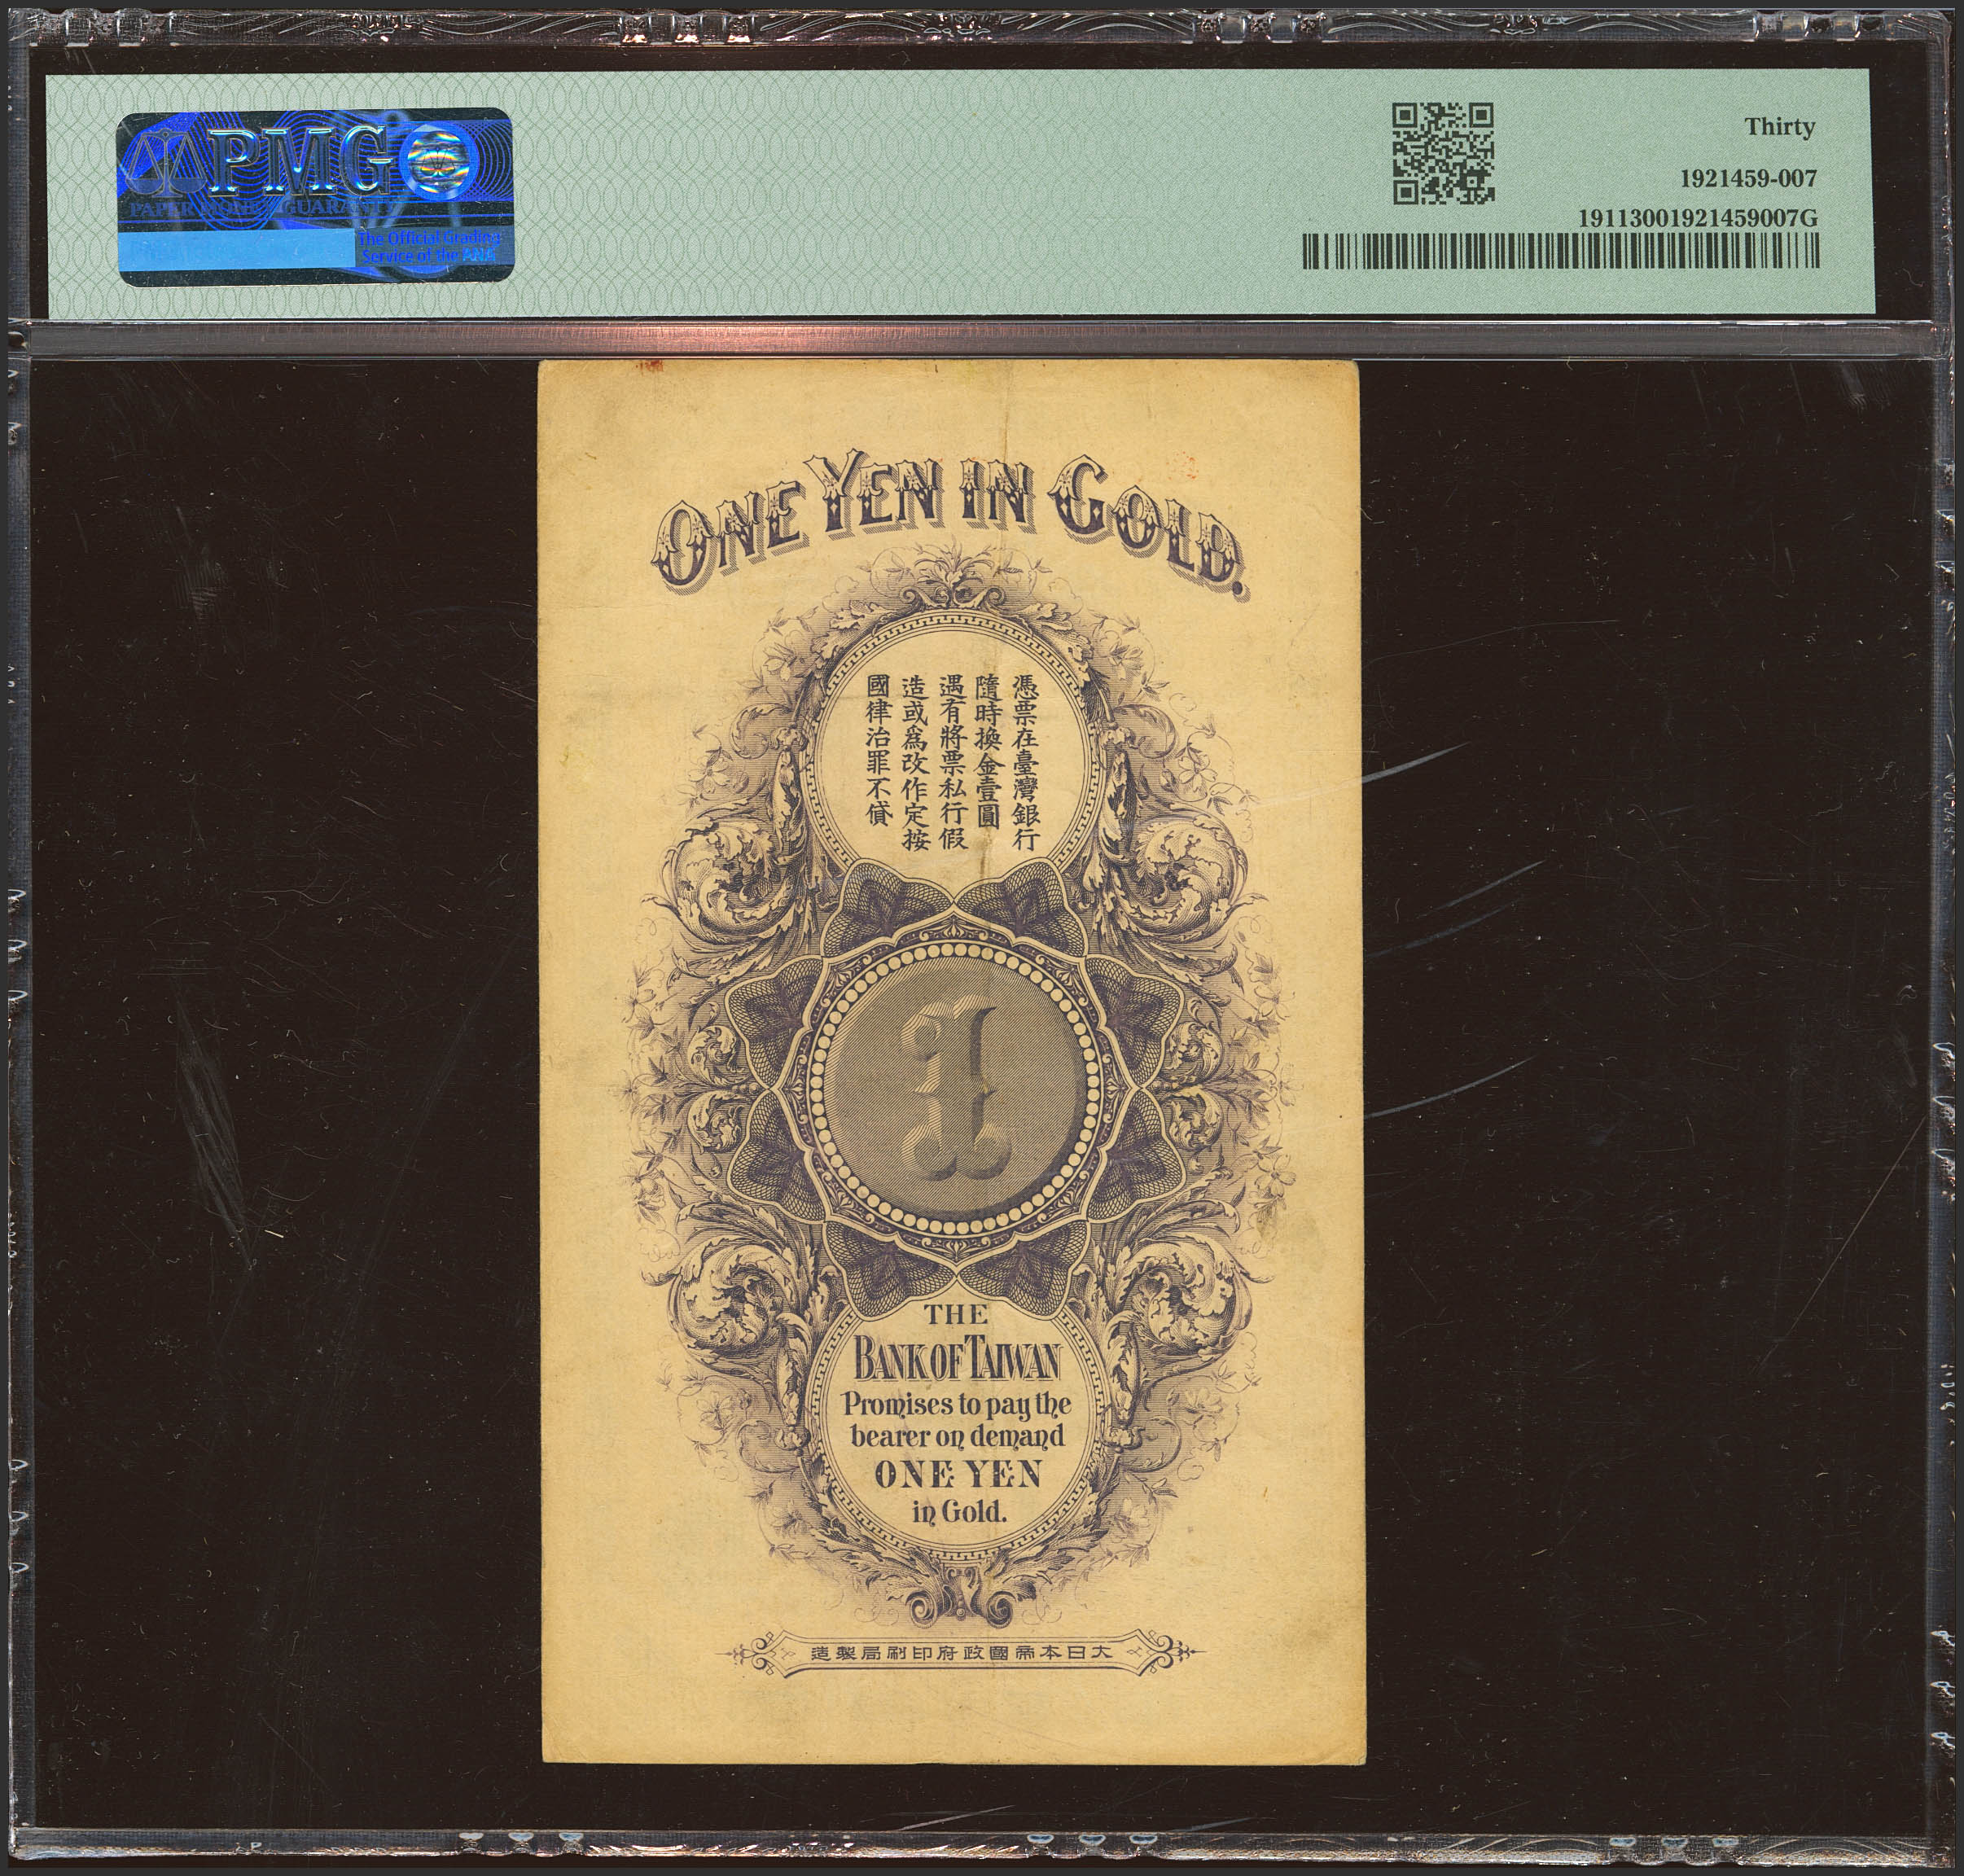 PMG
PAPER MONEY GUARANTY
The Official Grading
Service of the ANA
Thirty
1921459-007
19113001921459007G
ONE YEN IN GOLD.
憑票在臺灣銀行
隨時換金壹圓
遇有將票私行假
造或爲改作定按
國律治罪不貸
1
THE
BANK OF TAIWAN
Promises to pay the
bearer on demand
ONE YEN
in Gold.
造製局刷印府政國帝本日大